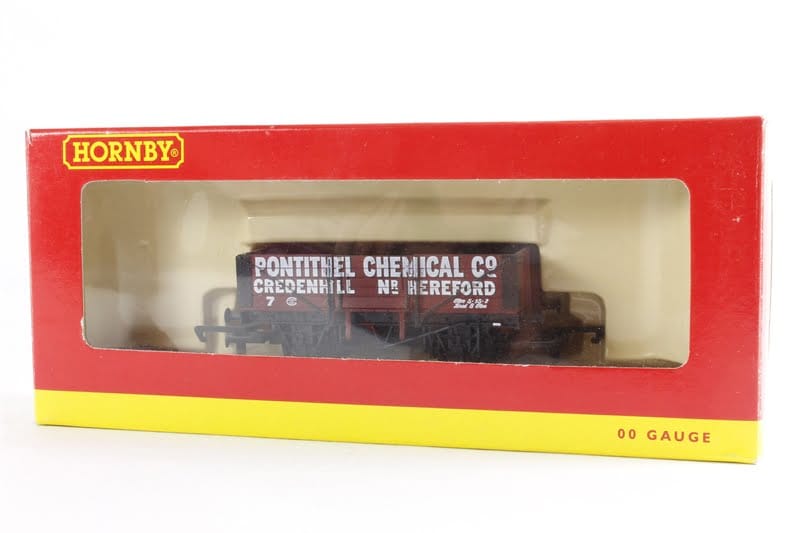 HORNBY®
PONTITHEL CHEMICAL Cº
CREDENHILL NR HEREFORD
7
00 GAUGE